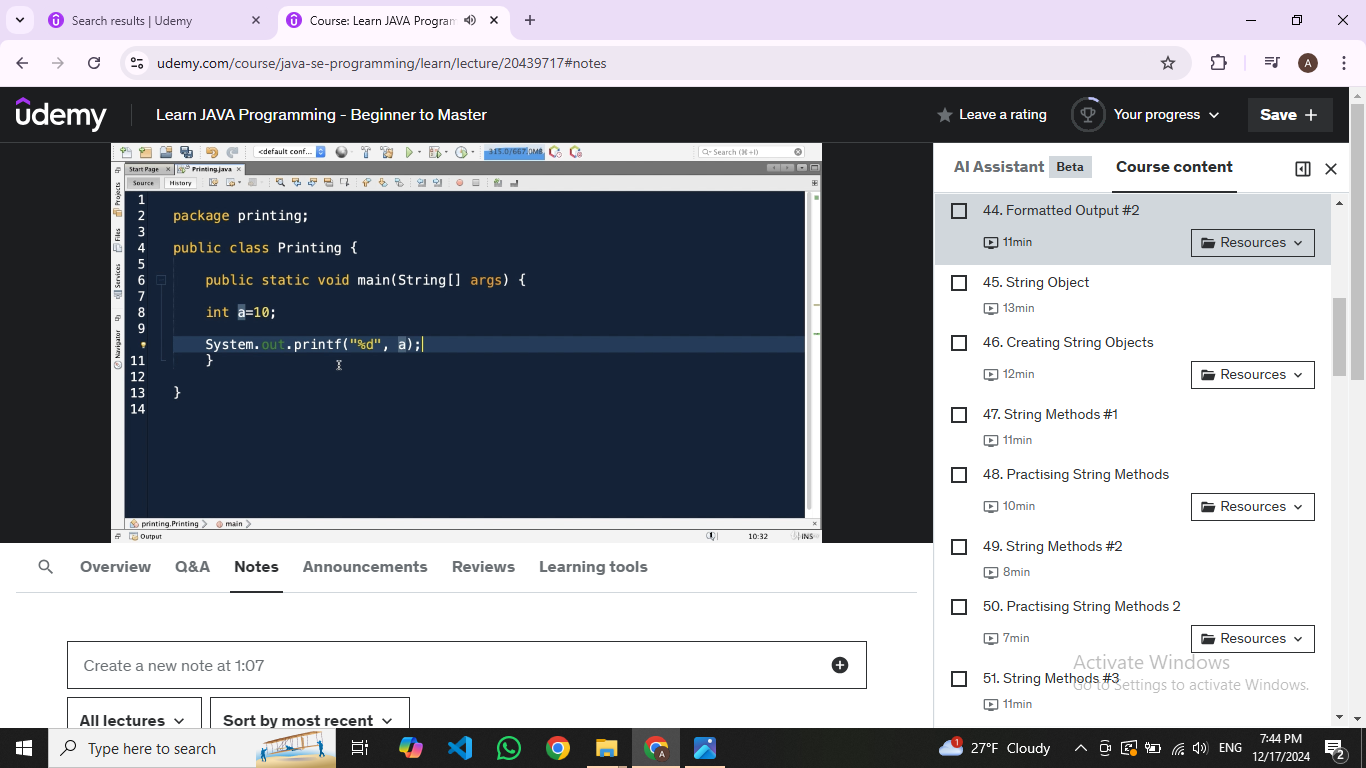 Search results | Udemy
Course: Learn JAVA Program
udemy.com/course/java-se-programming/learn/lecture/20439717#notes
A
ûdemy
Learn JAVA Programming - Beginner to Master
Leave a rating
Your progress
Save +
<default conf...
315.0/667.0MB
Search (⌘+I)
Start Page
Printing.java
Source
History
Projects
Files
Services
Navigator
1
2 package printing;
3
4 public class Printing {
5
6 public static void main(String[] args) {
7
8 int a=10;
9
System.out.printf("%d", a);
11 }
12
13 }
14
printing.Printing
main
Output
10:32
INS
AI Assistant
Beta
Course content
44. Formatted Output #2
11min
Resources
45. String Object
13min
46. Creating String Objects
12min
Resources
47. String Methods #1
11min
48. Practising String Methods
10min
Resources
49. String Methods #2
8min
50. Practising String Methods 2
7min
Resources
51. String Methods #3
11min
Activate Windows
Go to Settings to activate Windows.
Overview
Q&A
Notes
Announcements
Reviews
Learning tools
Create a new note at 1:07
All lectures
Sort by most recent
Type here to search
1
27°F Cloudy
ENG
7:44 PM
12/17/2024
2